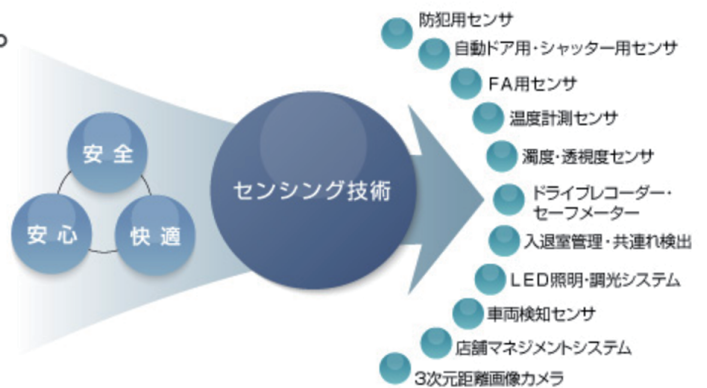 安全
安心
快適
センシング技術
防犯用センサ
自動ドア用・シャッター用センサ
FA用センサ
温度計測センサ
濁度・透視度センサ
ドライブレコーダー・
セーフメーター
入退室管理・共連れ検出
LED照明・調光システム
車両検知センサ
店舗マネジメントシステム
3次元距離画像カメラ